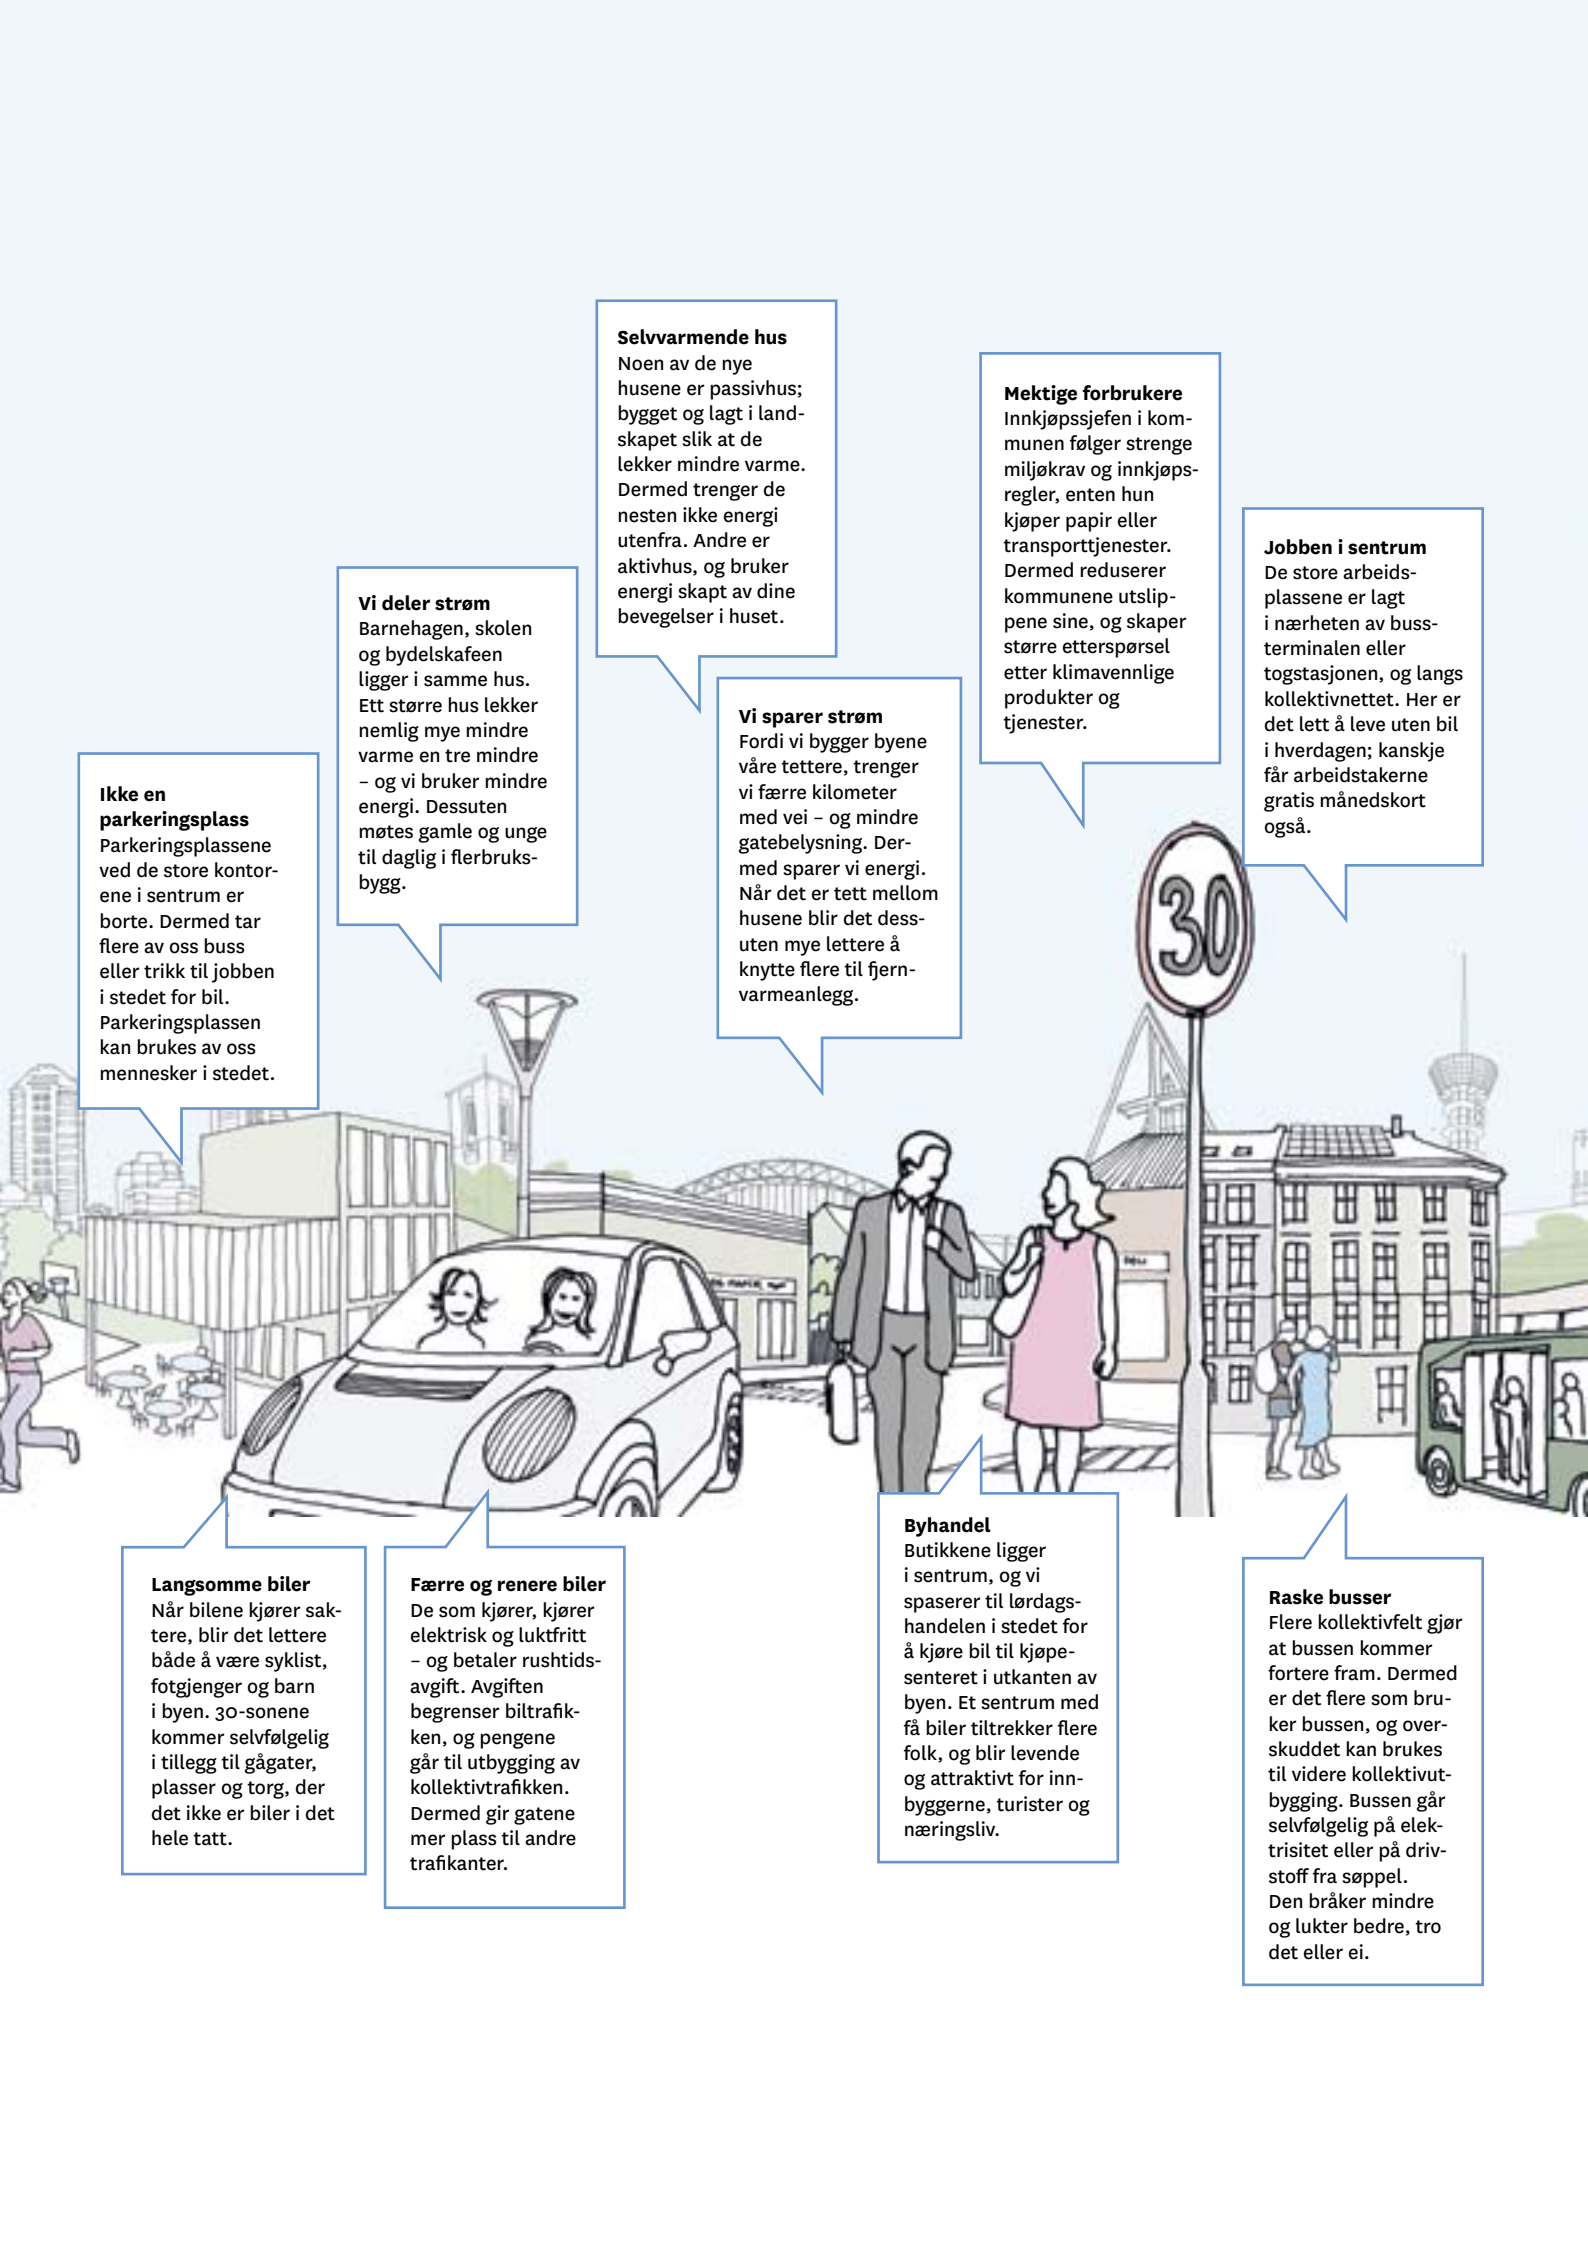 Selvvarmende hus
Noen av de nye
husene er passivhus;
bygget og lagt i land-
skapet slik at de
lekker mindre varme.
Dermed trenger de
nesten ikke energi
utenfra. Andre er
aktivhus, og bruker
energi skapt av dine
bevegelser i huset.
Mektige forbrukere
Innkjøpssjefen i kom-
munen følger strenge
miljøkrav og innkjøps-
regler, enten hun
kjøper papir eller
transporttjenester.
Dermed reduserer
kommunene utslip-
pene sine, og skaper
større etterspørsel
etter klimavennlige
produkter og
tjenester.
Jobben i sentrum
De store arbeids-
plassene er lagt
i nærheten av buss-
terminalen eller
togstasjonen, og langs
kollektivnettet. Her er
det lett å leve uten bil
i hverdagen; kanskje
får arbeidstakerne
gratis månedskort
også.
Vi deler strøm
Barnehagen, skolen
og bydelskafeen
ligger i samme hus.
Ett større hus lekker
nemlig mye mindre
varme en tre mindre
– og vi bruker mindre
energi. Dessuten
møtes gamle og unge
til daglig i flerbruks-
bygg.
Vi sparer strøm
Fordi vi bygger byene
våre tettere, trenger
vi færre kilometer
med vei – og mindre
gatebelysning. Der-
med sparer vi energi.
Når det er tett mellom
husene blir det dess-
uten mye lettere å
knytte flere til fjern-
varmeanlegg.
Ikke en
parkeringsplass
Parkeringsplassene
ved de store kontor-
ene i sentrum er
borte. Dermed tar
flere av oss buss
eller trikk til jobben
i stedet for bil.
Parkeringsplassen
kan brukes av oss
mennesker i stedet.
30
DELI
Langsomme biler
Når bilene kjører sak-
tere, blir det lettere
både å være syklist,
fotgjenger og barn
i byen. 30-sonene
kommer selvfølgelig
i tillegg til gågater,
plasser og torg, der
det ikke er biler i det
hele tatt.
Færre og renere biler
De som kjører, kjører
elektrisk og luktfritt
– og betaler rushtids-
avgift. Avgiften
begrenser biltrafik-
ken, og pengene
går til utbygging av
kollektivtrafikken.
Dermed gir gatene
mer plass til andre
trafikanter.
Byhandel
Butikkene ligger
i sentrum, og vi
spaserer til lørdags-
handelen i stedet for
å kjøre bil til kjøpe-
senteret i utkanten av
byen. Et sentrum med
få biler tiltrekker flere
folk, og blir levende
og attraktivt for inn-
byggerne, turister og
næringsliv.
Raske busser
Flere kollektivfelt gjør
at bussen kommer
fortere fram. Dermed
er det flere som bru-
ker bussen, og over-
skuddet kan brukes
til videre kollektivut-
bygging. Bussen går
selvfølgelig på elek-
trisitet eller på driv-
stoff fra søppel.
Den bråker mindre
og lukter bedre, tro
det eller ei.